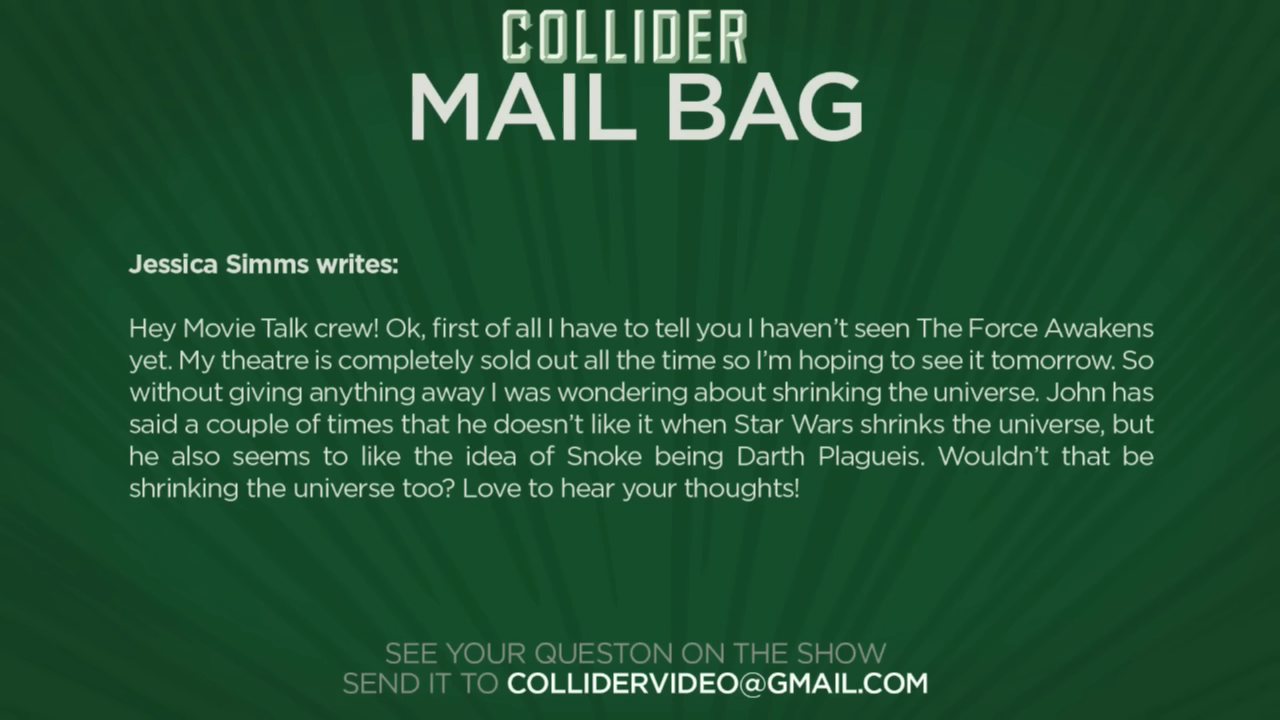 COLLIDER
MAIL BAG
Jessica Simms writes:
Hey Movie Talk crew! Ok, first of all I have to tell you I haven't seen The Force Awakens
yet. My theatre is completely sold out all the time so I'm hoping to see it tomorrow. So
without giving anything away I was wondering about shrinking the universe. John has
said a couple of times that he doesn't like it when Star Wars shrinks the universe, but
he also seems to like the idea of Snoke being Darth Plagueis. Wouldn't that be
shrinking the universe too? Love to hear your thoughts!
SEE YOUR QUESTON ON THE SHOW
SEND IT TO COLLIDERVIDEO@GMAIL.COM